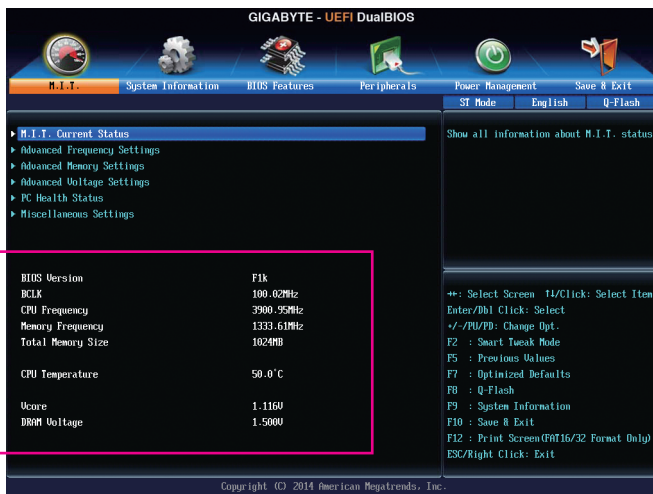 GIGABYTE - UEFI DualBIOS
M.I.T.
System Information
BIOS Features
Peripherals
Power Management
Save & Exit
ST Mode
English
Q-Flash
M.I.T. Current Status
Advanced Frequency Settings
Advanced Memory Settings
Advanced Voltage Settings
PC Health Status
Miscellaneous Settings
Show all information about M.I.T. status
BIOS Version F1k
BCLK 100.02MHz
CPU Frequency 3900.95MHz
Memory Frequency 1333.61MHz
Total Memory Size 1024MB
CPU Temperature 50.0°C
Vcore 1.116V
DRAM Voltage 1.500V
→←: Select Screen ↑↓/Click: Select Item
Enter/Dbl Click: Select
+/-/PU/PD: Change Opt.
F2 : Smart Tweak Mode
F5 : Previous Values
F7 : Optimized Defaults
F8 : Q-Flash
F9 : System Information
F10 : Save & Exit
F12 : Print Screen(FAT16/32 Format Only)
ESC/Right Click: Exit
Copyright (C) 2014 American Megatrends, Inc.